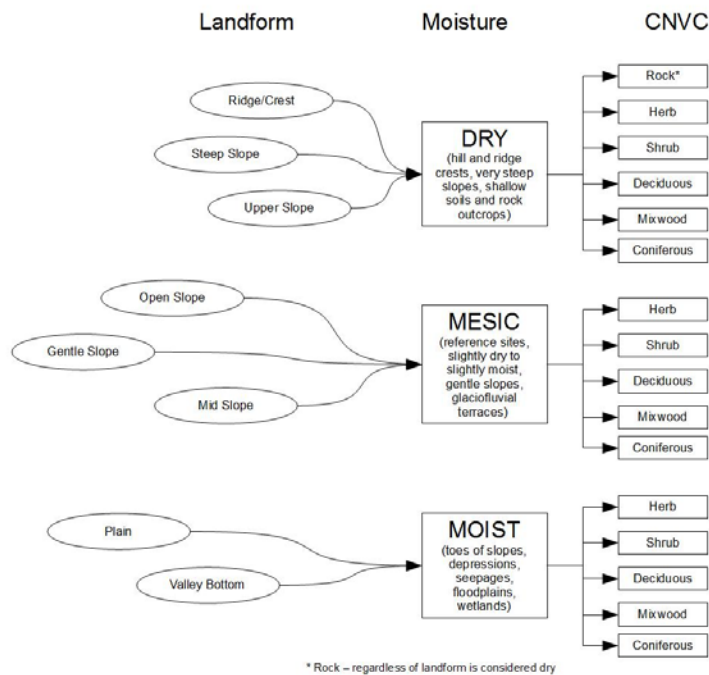 Landform Moisture CNVC
Ridge/Crest
Steep Slope
Upper Slope
DRY
(hill and ridge
crests, very steep
slopes, shallow
soils and rock
outcrops)
Rock*
Herb
Shrub
Deciduous
Mixwood
Coniferous
Open Slope
Gentle Slope
Mid Slope
MESIC
(reference sites,
slightly dry to
slightly moist,
gentle slopes,
glaciofluvial
terraces)
Herb
Shrub
Deciduous
Mixwood
Coniferous
Plain
Valley Bottom
MOIST
(toes of slopes,
depressions,
seepages,
floodplains,
wetlands)
Herb
Shrub
Deciduous
Mixwood
Coniferous
* Rock – regardless of landform is considered dry